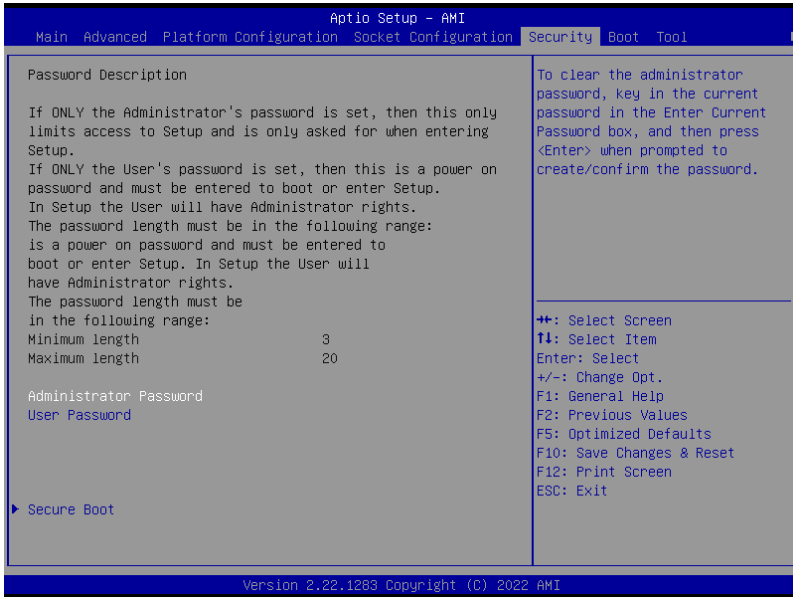 Aptio Setup – AMI
Main Advanced Platform Configuration Socket Configuration Security Boot Tool
Password Description
If ONLY the Administrator's password is set, then this only
limits access to Setup and is only asked for when entering
Setup.
If ONLY the User's password is set, then this is a power on
password and must be entered to boot or enter Setup.
In Setup the User will have Administrator rights.
The password length must be in the following range:
is a power on password and must be entered to
boot or enter Setup. In Setup the User will
have Administrator rights.
The password length must be
in the following range:
Minimum length 3
Maximum length 20
Administrator Password
User Password
Secure Boot
To clear the administrator
password, key in the current
password in the Enter Current
Password box, and then press
<Enter> when prompted to
create/confirm the password.
→←: Select Screen
↑↓: Select Item
Enter: Select
+/-: Change Opt.
F1: General Help
F2: Previous Values
F5: Optimized Defaults
F10: Save Changes & Reset
F12: Print Screen
ESC: Exit
Version 2.22.1283 Copyright (C) 2022 AMI